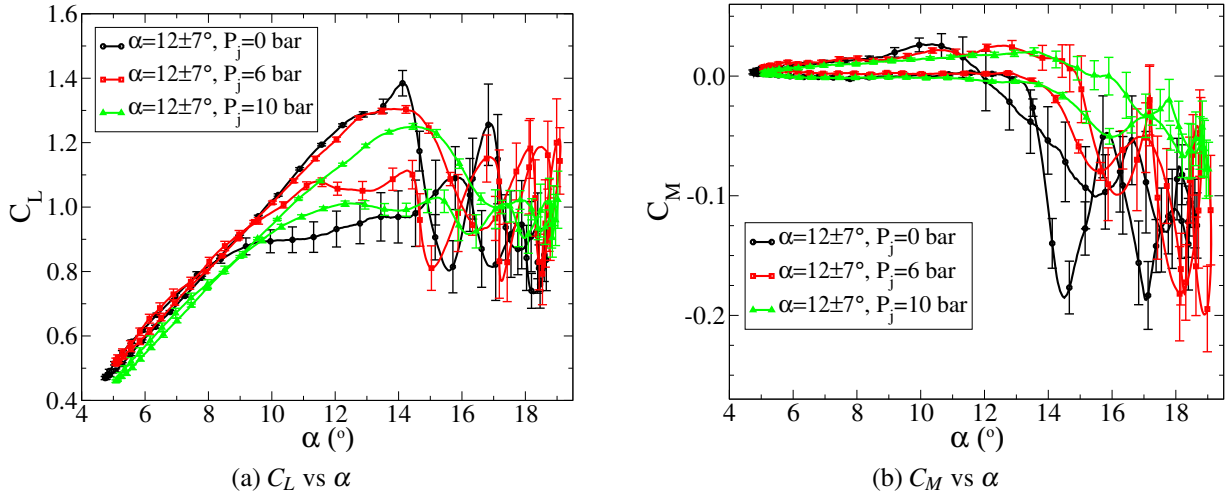 1.6
1.4
1.2
1.0
0.8
0.6
0.4
C_L
α=12±7°, P_j=0 bar
α=12±7°, P_j=6 bar
α=12±7°, P_j=10 bar
4 6 8 10 12 14 16 18
α (°)
(a) C_L vs α
0.0
-0.1
-0.2
C_M
α=12±7°, P_j=0 bar
α=12±7°, P_j=6 bar
α=12±7°, P_j=10 bar
4 6 8 10 12 14 16 18
α (°)
(b) C_M vs α